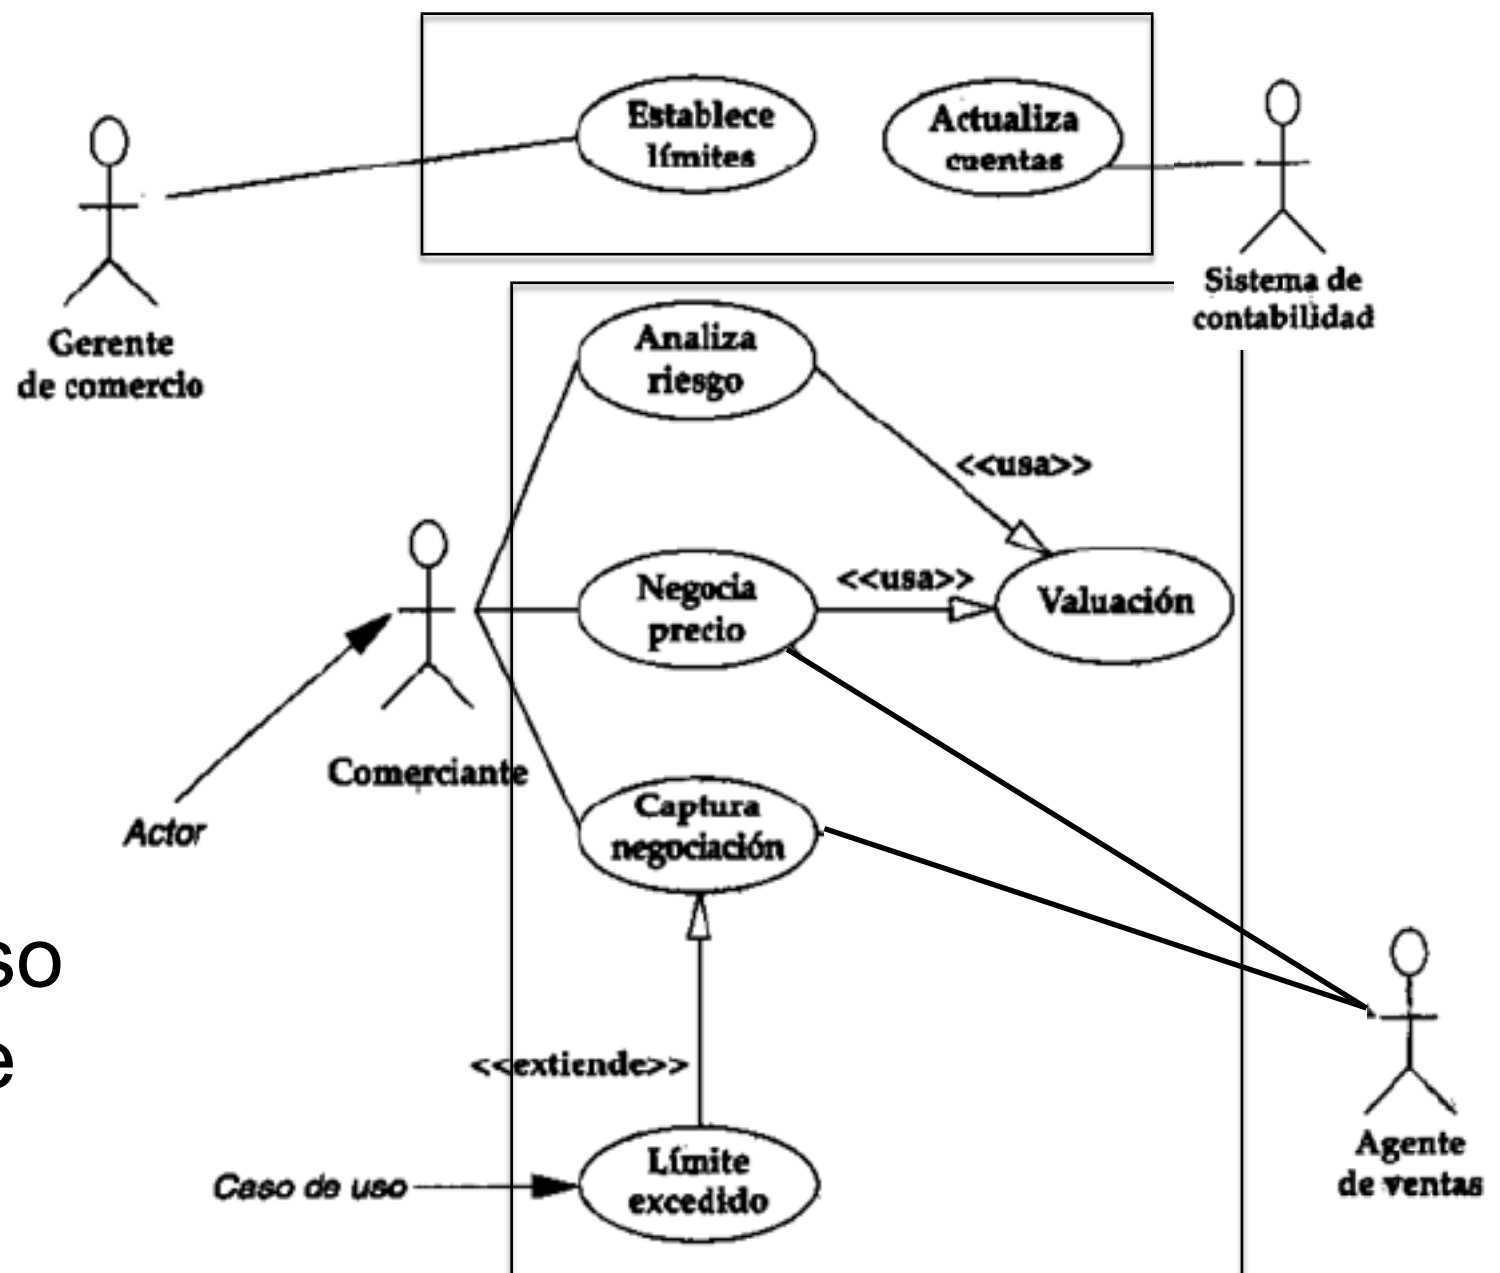 Establece
límites
Actualiza
cuentas
Gerente
de comercio
Sistema de
contabilidad
Analiza
riesgo
<<usa>>
Negocia
precio
<<usa>>
Valuación
Comerciante
Actor
Captura
negociación
so
e
<<extiende>>
Agente
de ventas
Caso de uso
Límite
excedido